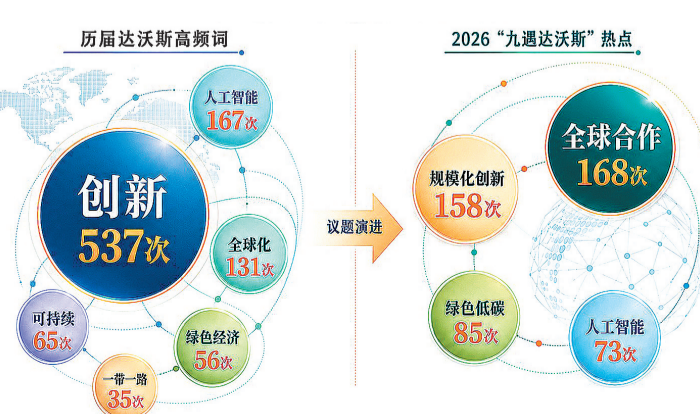 历届达沃斯高频词
人工智能
167次
创新
537次
全球化
131次
可持续
65次
绿色经济
56次
一带一路
35次
议题演进
2026“九遇达沃斯”热点
全球合作
168次
规模化创新
158次
绿色低碳
85次
人工智能
73次